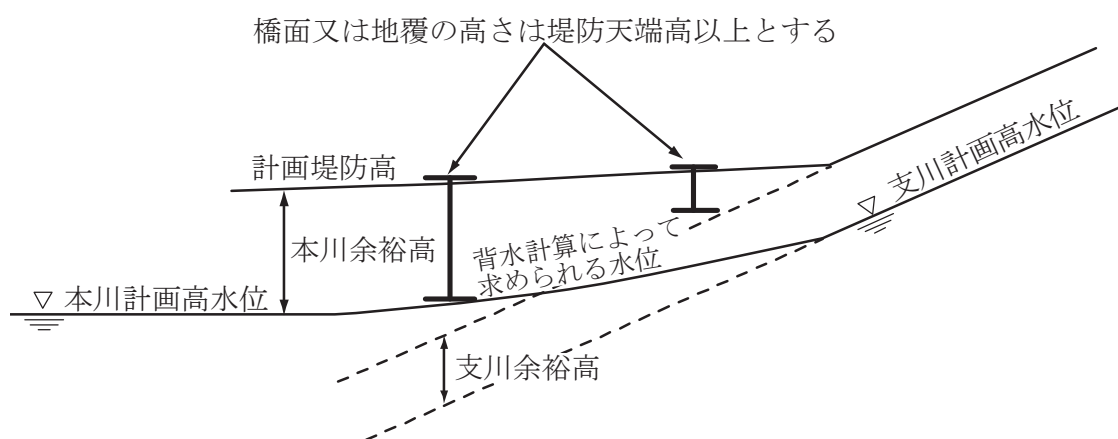 橋面又は地覆の高さは堤防天端高以上とする
計画堤防高
支川計画高水位
本川余裕高
背水計算によって
求められる水位
本川計画高水位
支川余裕高